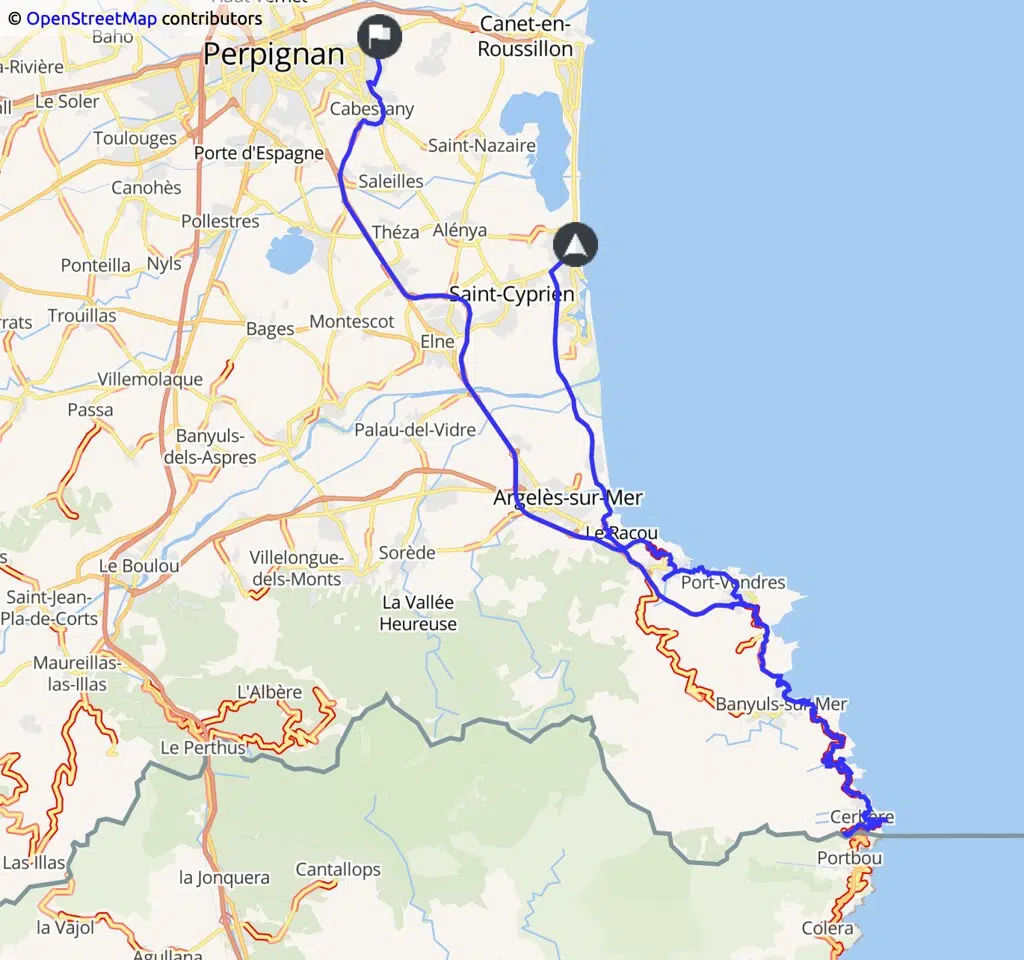 © OpenStreetMap contributors
Baho
Canet-en-
Roussillon
Perpignan
a-Rivière
Le Soler
Cabestany
Toulouges
Porte d'Espagne
Saint-Nazaire
Canohès
Saleilles
Pollestres
Théza
Alénya
Ponteilla
Nyls
Saint-Cyprien
Trouillas
rrats
Bages
Montescot
Elne
Villemolaque
Passa
Palau-del-Vidre
Banyuls-
dels-Aspres
Argelès-sur-Mer
Le Racou
Le Boulou
Villelongue-
dels-Monts
Sorède
Port-Vendres
Saint-Jean-
Pla-de-Corts
La Vallée
Heureuse
Maureillas-
las-Illas
L'Albère
Banyuls-sur-Mer
Le Perthus
Cerbère
Las Illas
Portbou
la Jonquera
Cantallops
la Vajol
Colera
Agullana